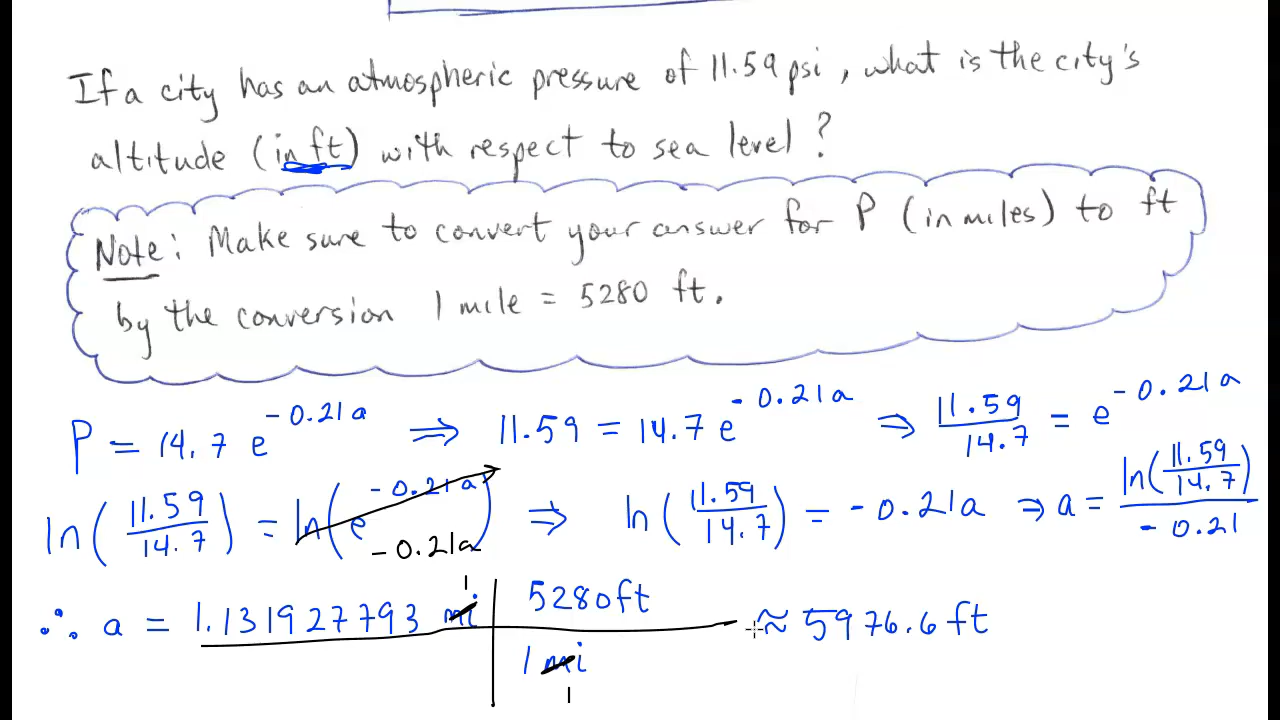 If a city has an atmospheric pressure of 11.59 psi, what is the city's
altitude (in ft) with respect to sea level?
Note: Make sure to convert your answer for P (in miles) to ft
by the conversion 1 mile = 5280 ft.
P = 14.7 e^(-0.21a) ⇒ 11.59 = 14.7 e^(-0.21a) ⇒ 11.59/14.7 = e^(-0.21a)
ln(11.59/14.7) = ln(e^(-0.21a)) -0.21a ⇒ ln(11.59/14.7) = -0.21a ⇒ a = ln(11.59/14.7)/-0.21
∴ a = 1.131927793 mi 1 | 5280ft / 1 mi 1 ≈ 5976.6 ft